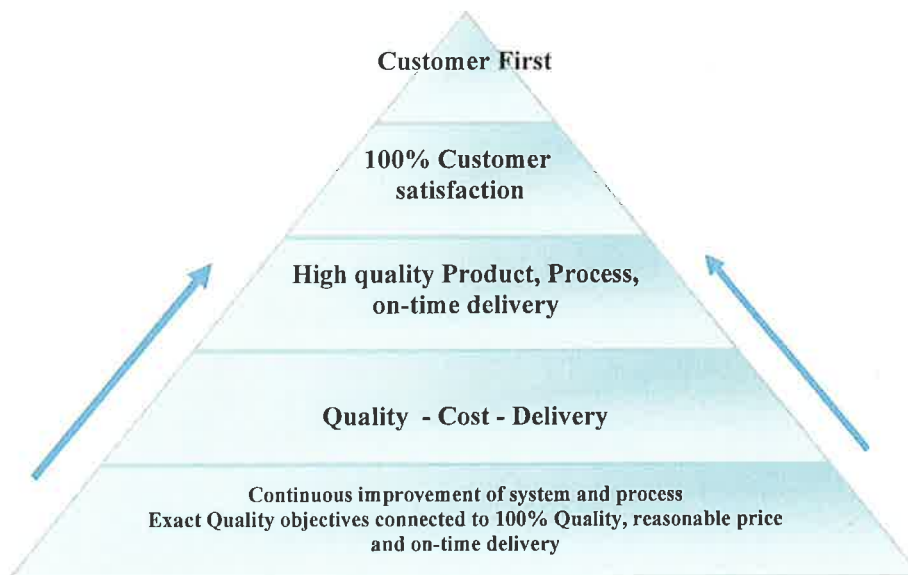 Customer First
100% Customer
satisfaction
High quality Product, Process,
on-time delivery
Quality - Cost - Delivery
Continuous improvement of system and process
Exact Quality objectives connected to 100% Quality, reasonable price
and on-time delivery